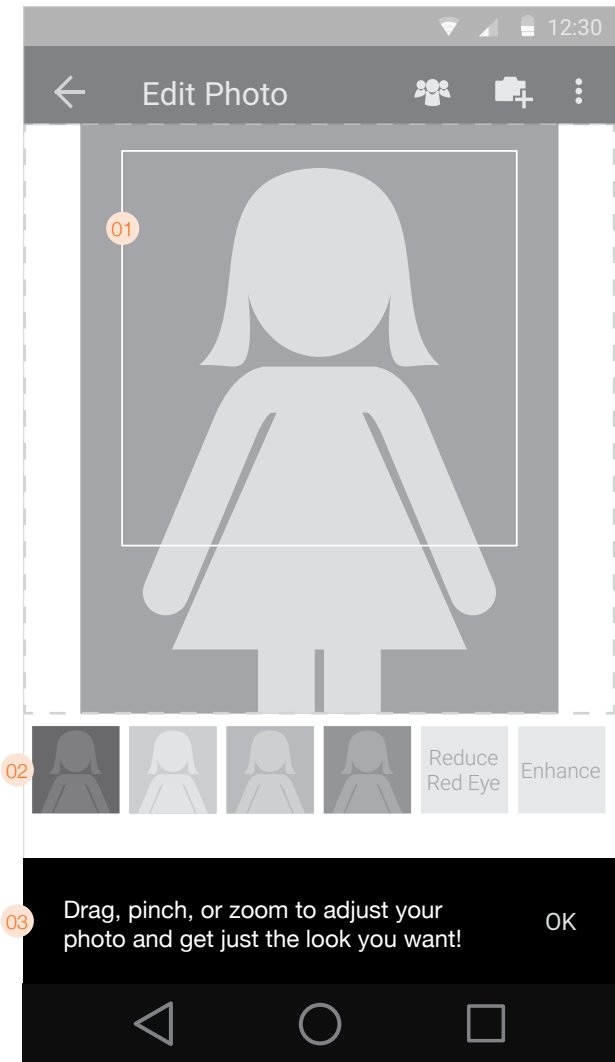 12:30
Edit Photo
01
02
Reduce
Red Eye
Enhance
03
Drag, pinch, or zoom to adjust your
photo and get just the look you want!
OK